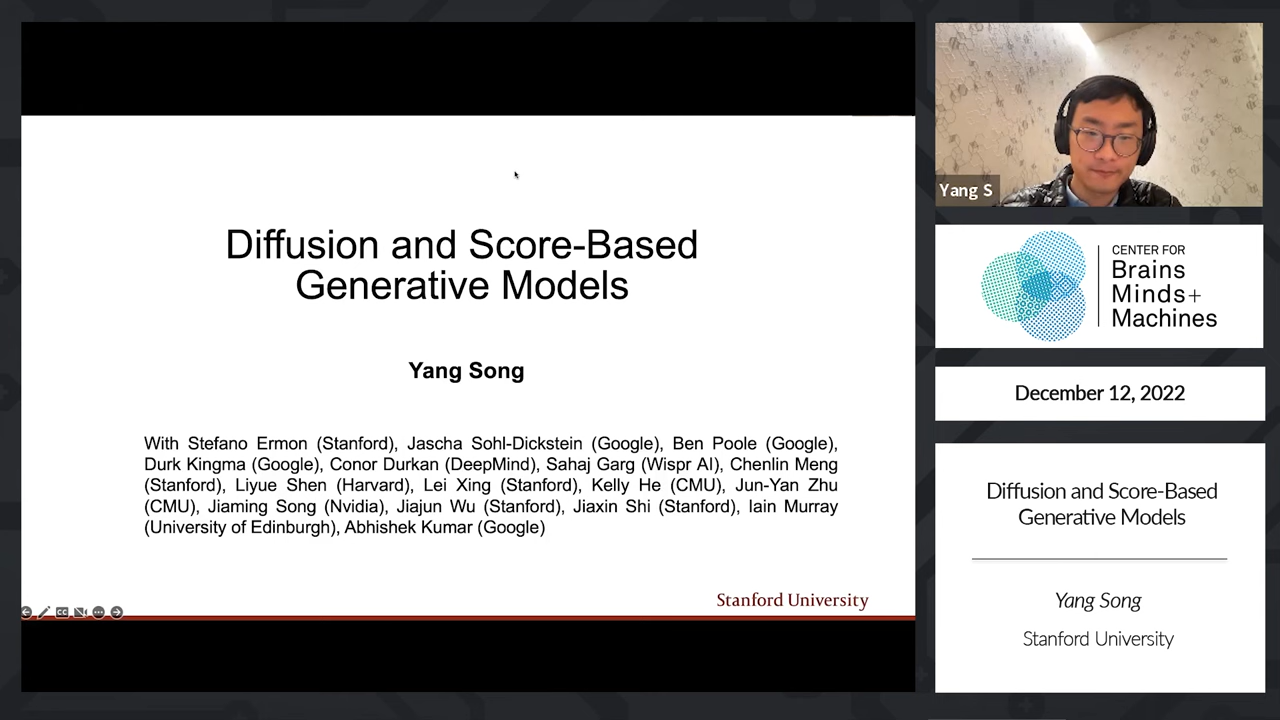 Diffusion and Score-Based
Generative Models
Yang Song
With Stefano Ermon (Stanford), Jascha Sohl-Dickstein (Google), Ben Poole (Google),
Durk Kingma (Google), Conor Durkan (DeepMind), Sahaj Garg (Wispr AI), Chenlin Meng
(Stanford), Liyue Shen (Harvard), Lei Xing (Stanford), Kelly He (CMU), Jun-Yan Zhu
(CMU), Jiaming Song (Nvidia), Jiajun Wu (Stanford), Jiaxin Shi (Stanford), Iain Murray
(University of Edinburgh), Abhishek Kumar (Google)
Stanford University
CC
Yang S
CENTER FOR
Brains
Minds+
Machines
December 12, 2022
Diffusion and Score-Based
Generative Models
Yang Song
Stanford University